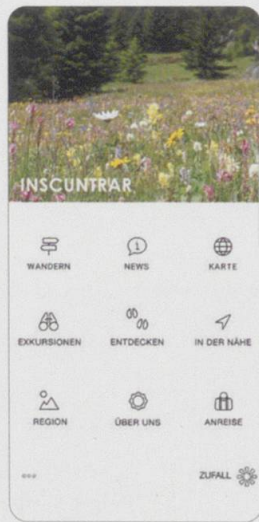 INSCUNTRAR
WANDERN NEWS KARTE
EXKURSIONEN ENTDECKEN IN DER NÄHE
REGION ÜBER UNS ANREISE
ZUFALL